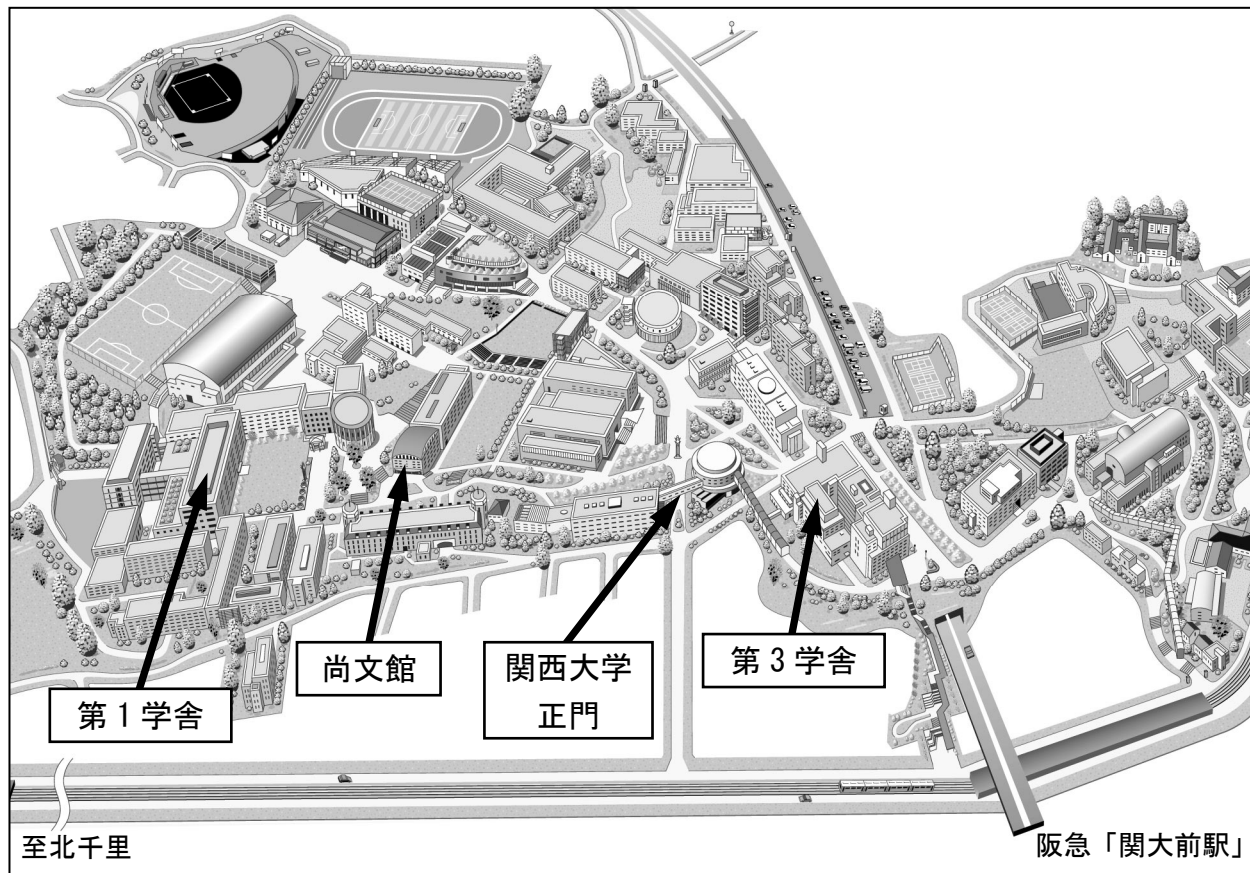 第1学舎
尚文館
関西大学
正門
第3学舎
至北千里
阪急「関大前駅」